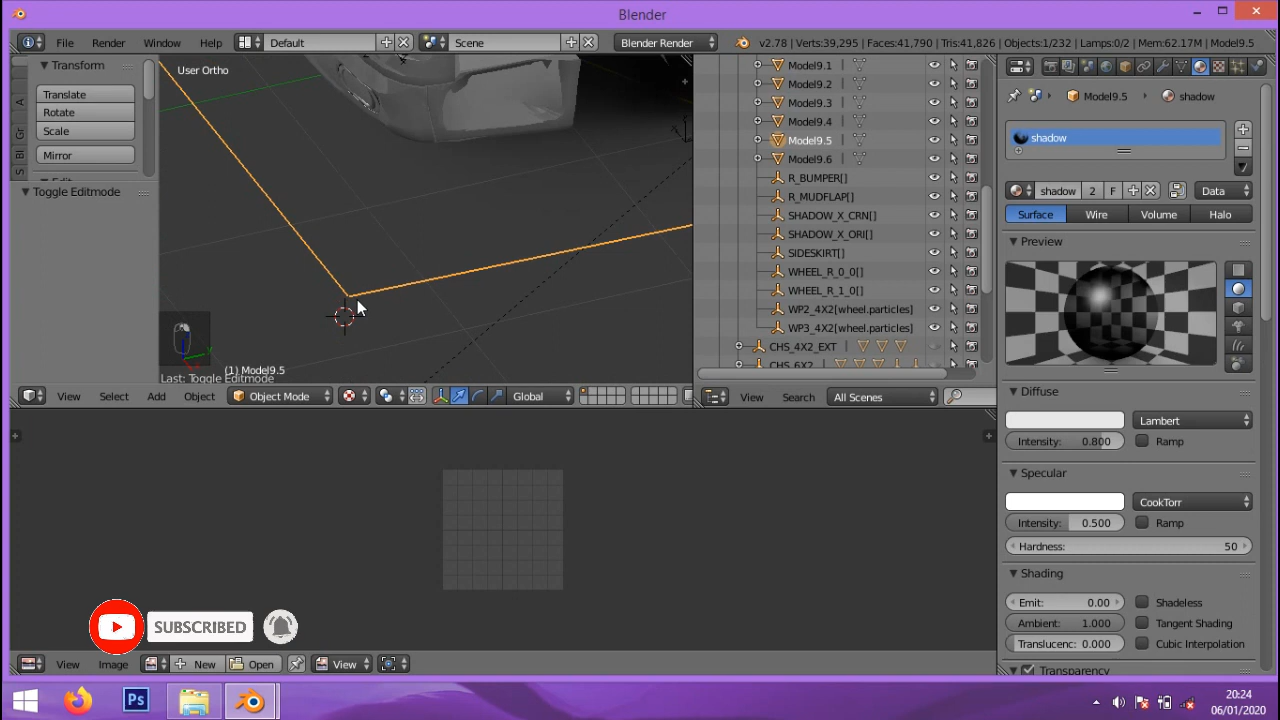 Blender
File Render Window Help Default Scene Blender Render v2.78 | Verts:39,295 | Faces:41,790 | Tris:41,826 | Objects:1/232 | Lamps:0/2 | Mem:62.17M | Model9.5
Transform
Translate
Rotate
Scale
Mirror
Edit
Toggle Editmode
A
Gr
Bl
S
User Ortho
(1) Model9.5
Last: Toggle Editmode
View Select Add Object Object Mode Global
Model9.1
Model9.2
Model9.3
Model9.4
Model9.5
Model9.6
R_BUMPER[]
R_MUDFLAP[]
SHADOW_X_CRN[]
SHADOW_X_ORI[]
SIDESKIRT[]
WHEEL_R_0_0[]
WHEEL_R_1_0[]
WP2_4X2[wheel.particles]
WP3_4X2[wheel.particles]
CHS_4X2_EXT
CHS_6X2
View Search All Scenes
Model9.5 shadow
shadow
shadow 2 F Data
Surface Wire Volume Halo
Preview
Diffuse
Lambert
Intensity: 0.800 Ramp
Specular
CookTorr
Intensity: 0.500 Ramp
Hardness: 50
Shading
Emit: 0.00 Shadeless
Ambient: 1.000 Tangent Shading
Translucenc: 0.000 Cubic Interpolation
Transparency
SUBSCRIBED
View Image New Open View
Ps
20:24
06/01/2020